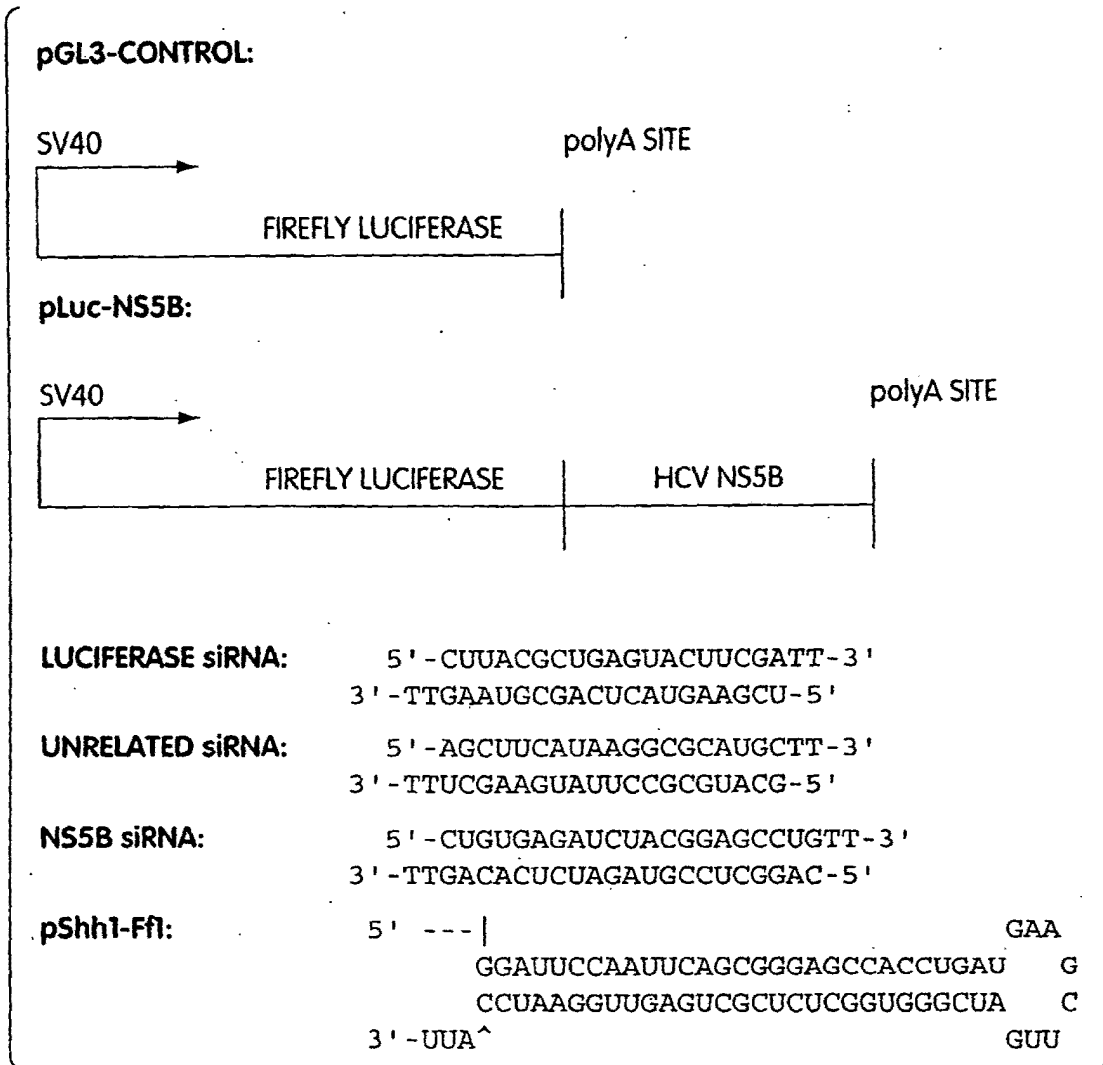 pGL3-CONTROL:
SV40 polyA SITE
FIREFLY LUCIFERASE
pLuc-NS5B:
SV40 polyA SITE
FIREFLY LUCIFERASE HCV NS5B
LUCIFERASE siRNA: 5'-CUUACGCUGAGUACUUCGATT-3'
3'-TTGAAUGCGACUCAUGAAGCU-5'
UNRELATED siRNA: 5'-AGCUUCAUAAGGCGCAUGCTT-3'
3'-TTUCGAAGUAUUCCGCGUACG-5'
NS5B siRNA: 5'-CUGUGAGAUCUACGGAGCCUGTT-3'
3'-TTGACACUCUAGAUGCCUCGGAC-5'
pShh1-Ff1: 5' ---| GAA
GGAUUCCAAUUCAGCGGGAGCCACCUGAU G
CCUAAGGUUGAGUCGCUCUCGGUGGGCUA C
3'-UUA^ GUU